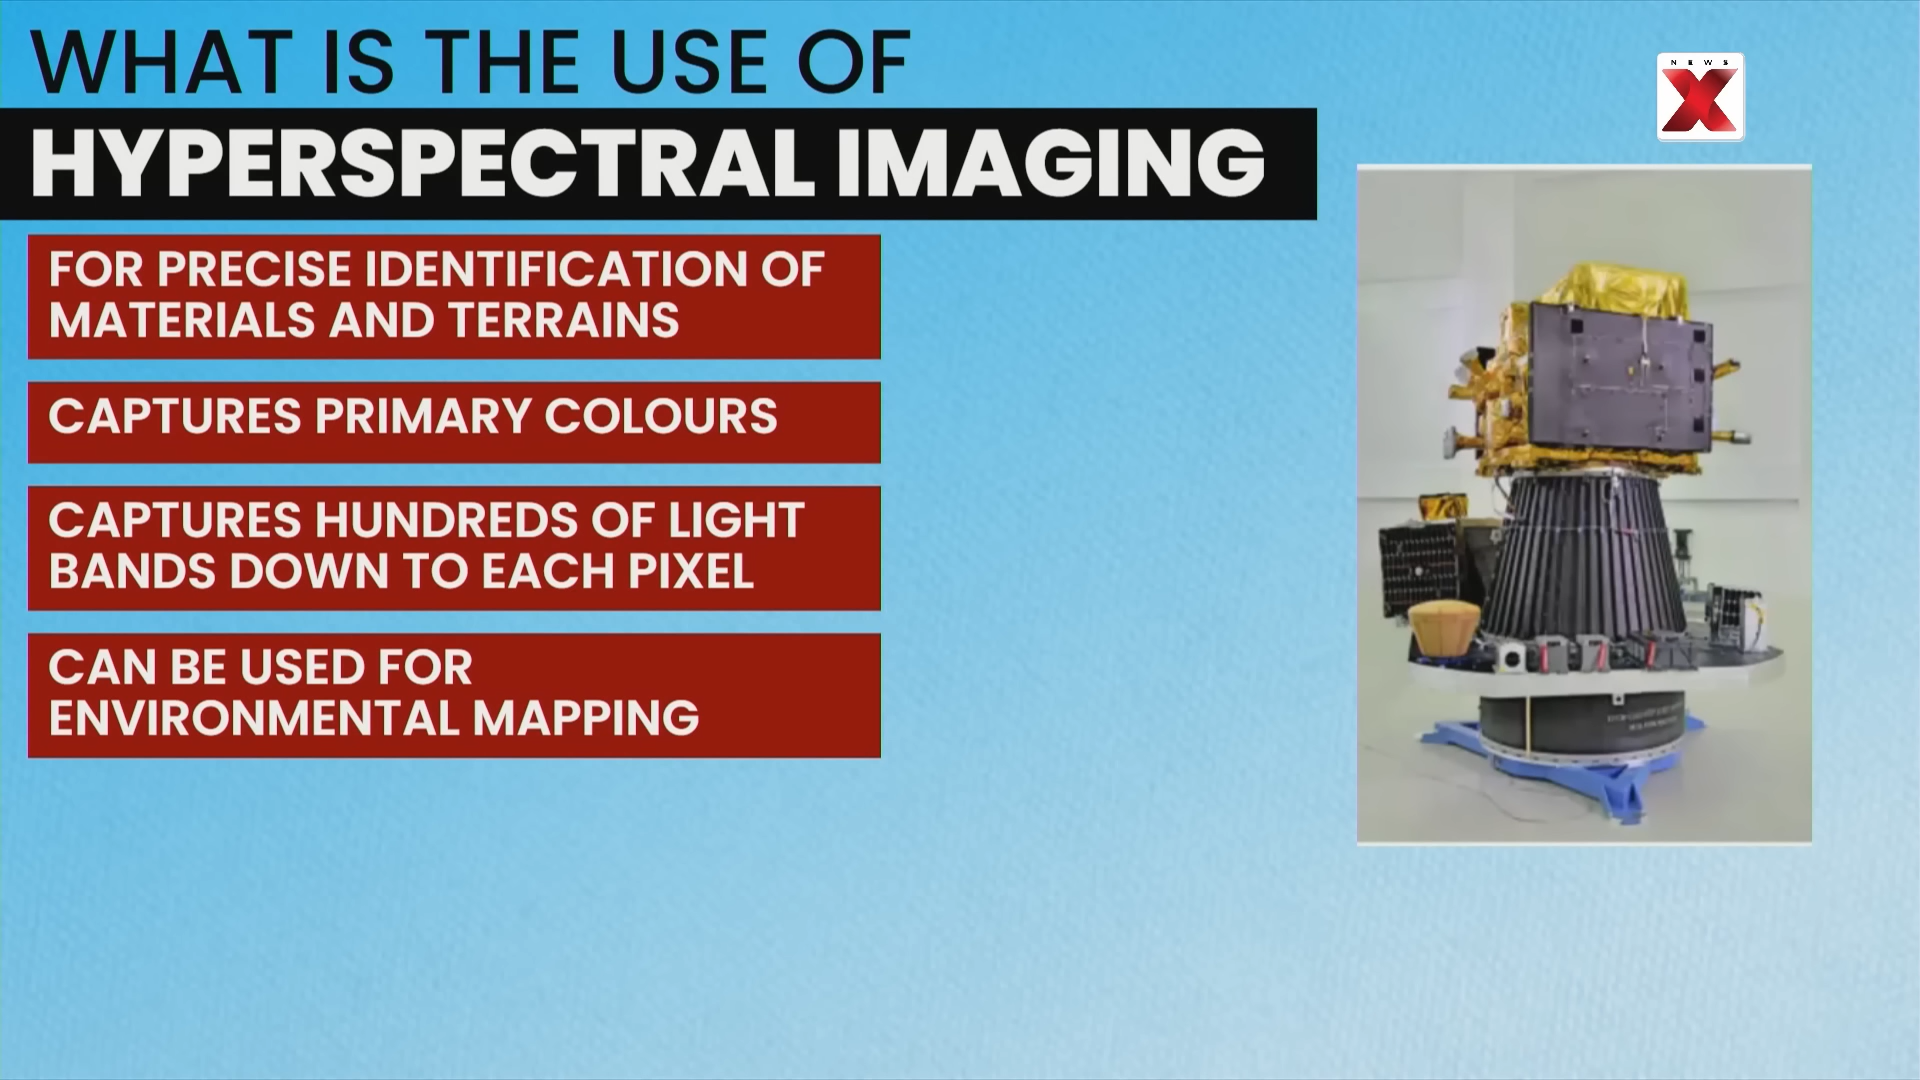 WHAT IS THE USE OF
HYPERSPECTRAL IMAGING
NEWS
X
FOR PRECISE IDENTIFICATION OF
MATERIALS AND TERRAINS
CAPTURES PRIMARY COLOURS
CAPTURES HUNDREDS OF LIGHT
BANDS DOWN TO EACH PIXEL
CAN BE USED FOR
ENVIRONMENTAL MAPPING